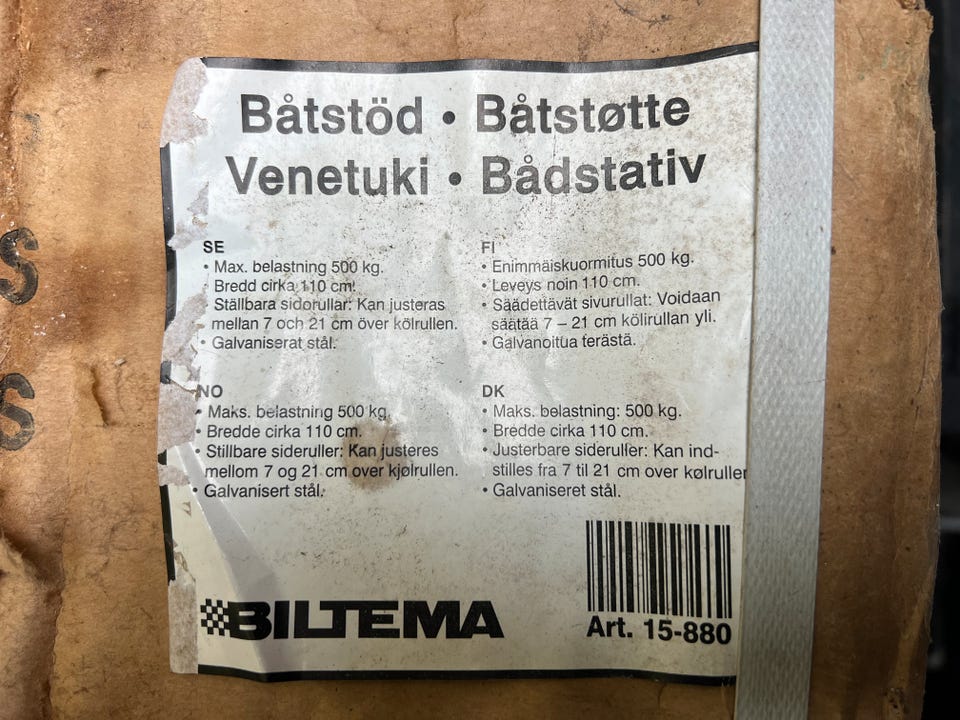 Båtstöd • Båtstøtte
Venetuki • Bådstativ
SE
• Max. belastning 500 kg.
• Bredd cirka 110 cm.
• Ställbara sidorullar: Kan justeras
mellan 7 och 21 cm över kölrullen.
• Galvaniserat stål.
FI
• Enimmäiskuormitus 500 kg.
• Leveys noin 110 cm.
• Säädettävät sivurullat: Voidaan
säätää 7 – 21 cm kölirullan yli.
• Galvanoitua terästä.
NO
• Maks. belastning 500 kg.
• Bredde cirka 110 cm.
• Stillbare sideruller: Kan justeres
mellom 7 og 21 cm over kjølrullen.
• Galvanisert stål.
DK
• Maks. belastning: 500 kg.
• Bredde cirka 110 cm.
• Justerbare sideruller: Kan ind-
stilles fra 7 til 21 cm over kølruller
• Galvaniseret stål.
BILTEMA
Art. 15-880
S
S